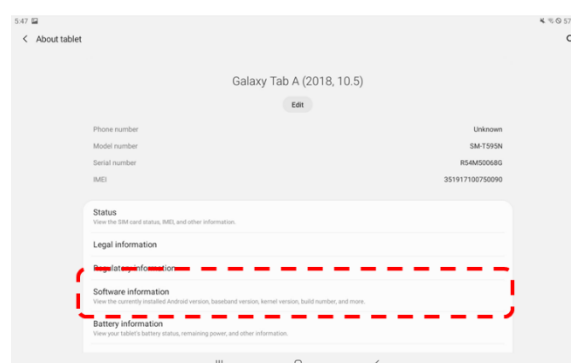 5:47
57
About tablet
Galaxy Tab A (2018, 10.5)
Edit
Phone number Unknown
Model number SM-T595N
Serial number R54M50068G
IMEI 351917100750090
Status
View the SIM card status, IMEI, and other information.
Legal information
Regulatory information
Software information
View the currently installed Android version, baseband version, kernel version, build number, and more.
Battery information
View your tablet's battery status, remaining power, and other information.